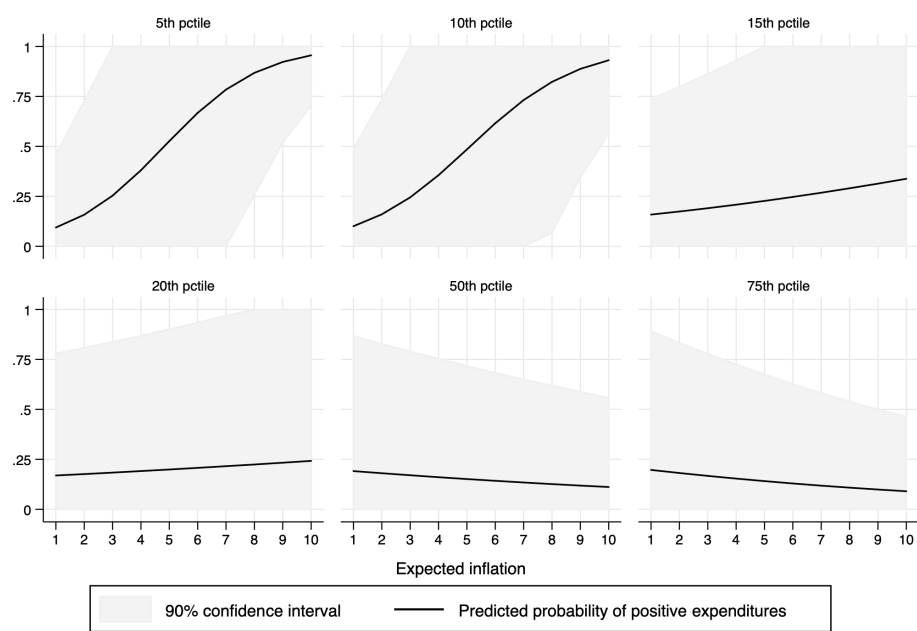 5th pctile 10th pctile 15th pctile
1
.75
.5
.25
0
20th pctile 50th pctile 75th pctile
1
.75
.5
.25
0
1 2 3 4 5 6 7 8 9 10 1 2 3 4 5 6 7 8 9 10 1 2 3 4 5 6 7 8 9 10
Expected inflation
90% confidence interval Predicted probability of positive expenditures